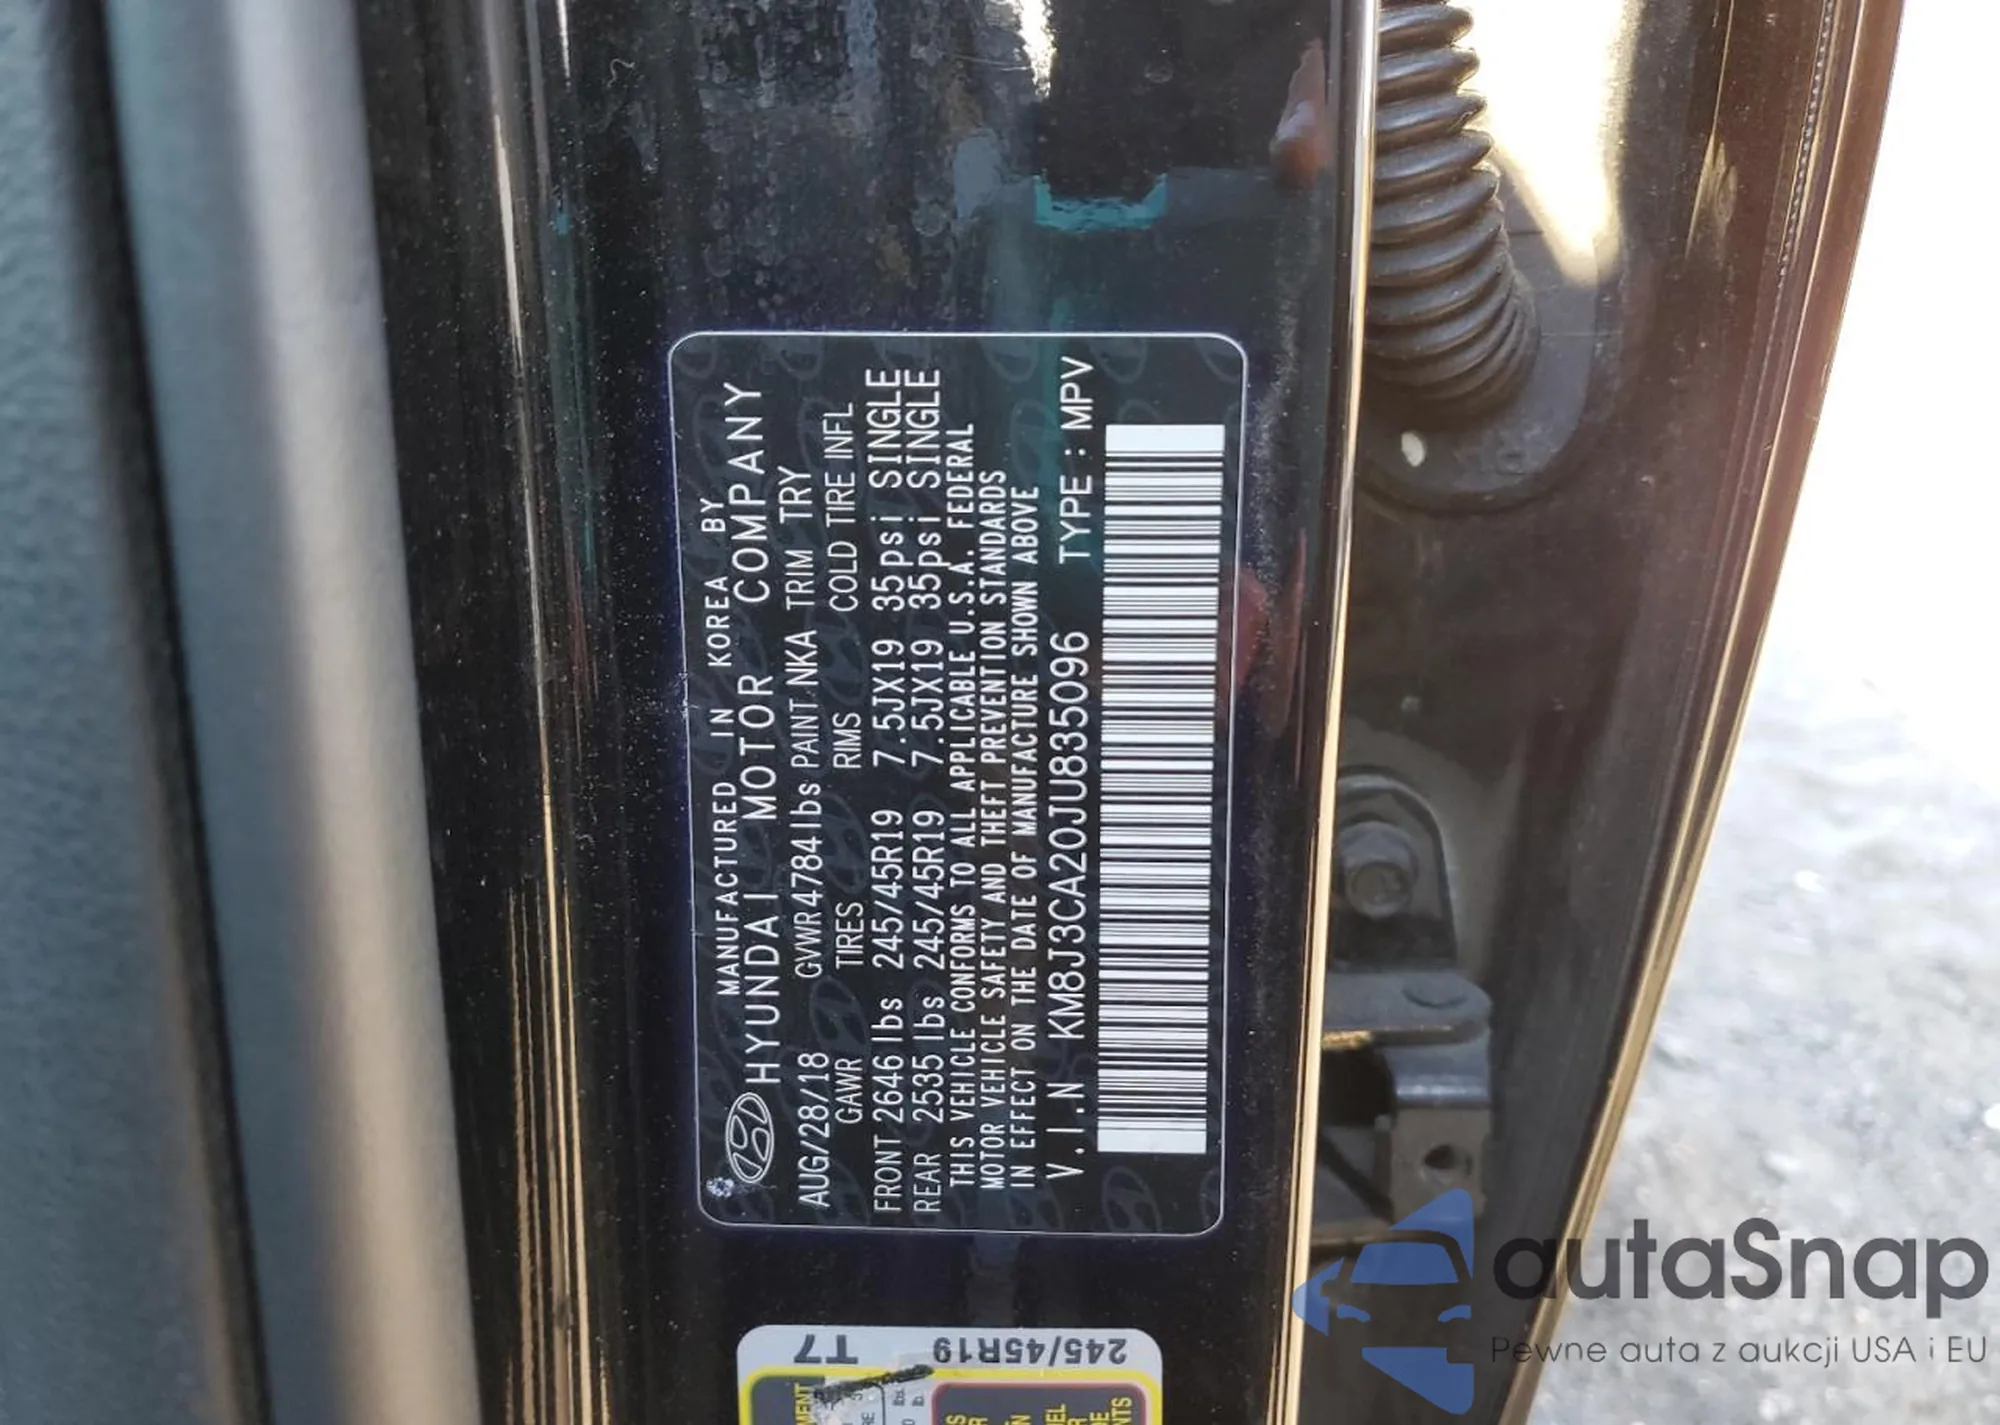 MANUFACTURED IN KOREA BY
HYUNDAI MOTOR COMPANY
AUG/28/18 GVWR 4784lbs PAINT NKA TRIM TRY
GAWR TIRES RIMS COLD TIRE INFL
FRONT 2646 lbs 245/45R19 7.5JX19 35psi SINGLE
REAR 2535 lbs 245/45R19 7.5JX19 35psi SINGLE
THIS VEHICLE CONFORMS TO ALL APPLICABLE U.S.A. FEDERAL
MOTOR VEHICLE SAFETY AND THEFT PREVENTION STANDARDS
IN EFFECT ON THE DATE OF MANUFACTURE SHOWN ABOVE
V.I.N KM8J3CA20JU835096 TYPE : MPV
245/45R19 T7
autaSnap
Pewne auta z aukcji USA i EU